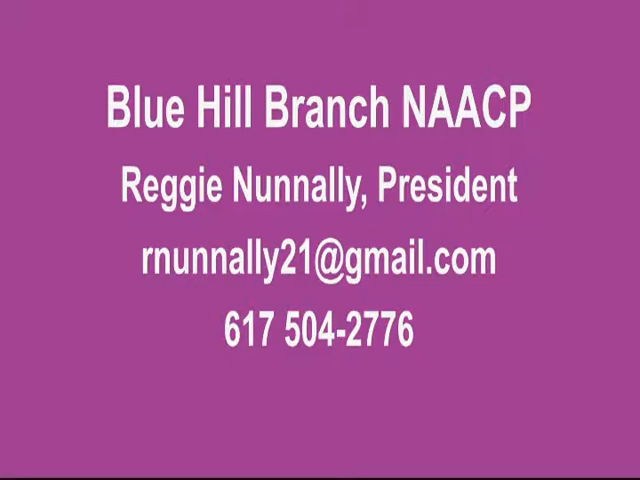 Blue Hill Branch NAACP
Reggie Nunnally, President
rnunnally21@gmail.com
617 504-2776